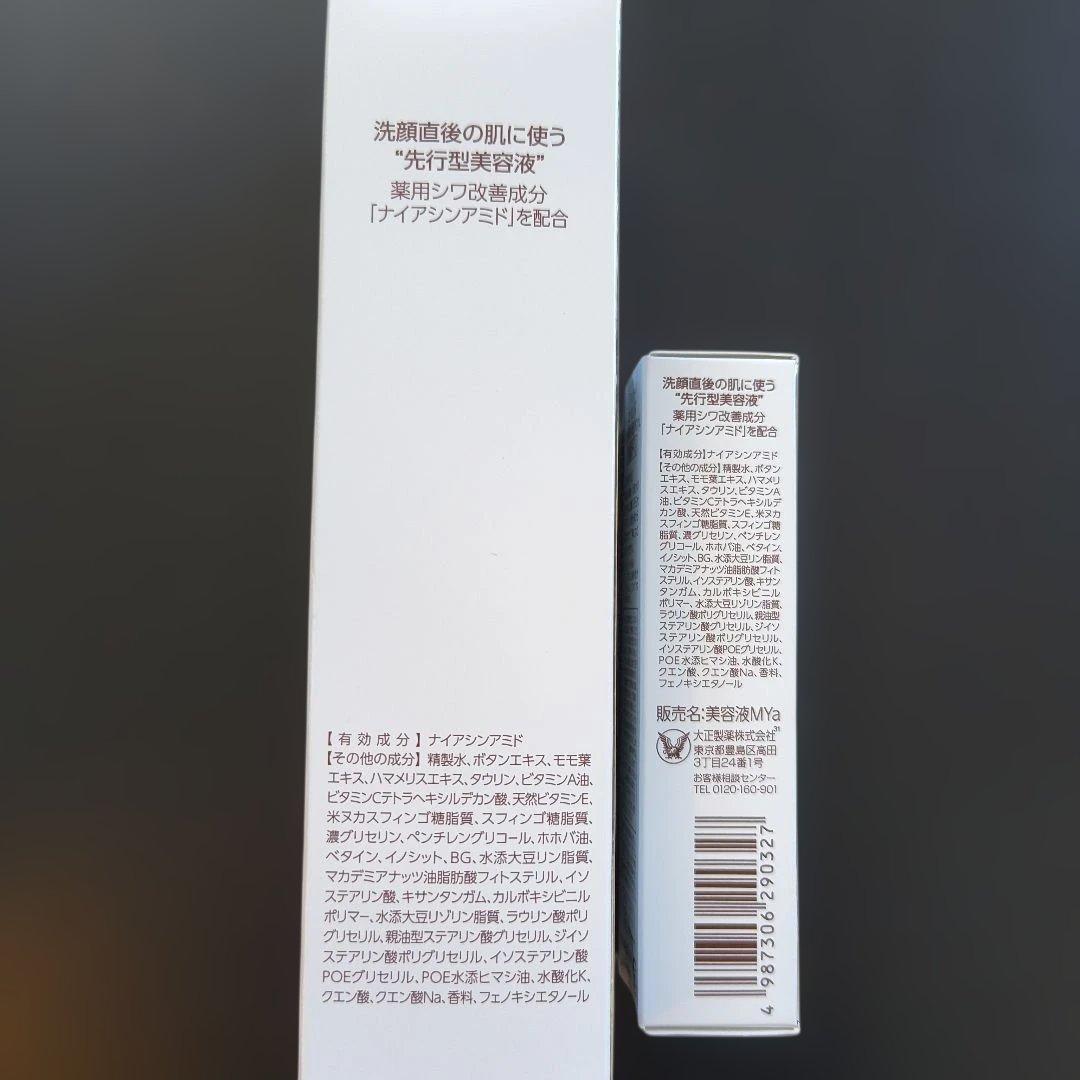 洗顔直後の肌に使う
“先行型美容液”
薬用シワ改善成分
「ナイアシンアミド」を配合
【有効成分】ナイアシンアミド
【その他の成分】精製水、ボタンエキス、モモ葉
エキス、ハマメリスエキス、タウリン、ビタミンA油、
ビタミンCテトラヘキシルデカン酸、天然ビタミンE、
米ヌカスフィンゴ糖脂質、スフィンゴ糖脂質、
濃グリセリン、ペンチレングリコール、ホホバ油、
ベタイン、イノシット、BG、水添大豆リン脂質、
マカデミアナッツ油脂肪酸フィトステリル、イソ
ステアリン酸、キサンタンガム、カルボキシビニル
ポリマー、水添大豆リゾリン脂質、ラウリン酸ポリ
グリセリル、親油型ステアリン酸グリセリル、ジイソ
ステアリン酸ポリグリセリル、イソステアリン酸
POEグリセリル、POE水添ヒマシ油、水酸化K、
クエン酸、クエン酸Na、香料、フェノキシエタノール
洗顔直後の肌に使う
“先行型美容液”
薬用シワ改善成分
「ナイアシンアミド」を配合
【有効成分】ナイアシンアミド
【その他の成分】精製水、ボタン
エキス、モモ葉エキス、ハマメリ
スエキス、タウリン、ビタミンA
油、ビタミンCテトラヘキシルデ
カン酸、天然ビタミンE、米ヌカ
スフィンゴ糖脂質、スフィンゴ糖
脂質、濃グリセリン、ペンチレン
グリコール、ホホバ油、ベタイン、
イノシット、BG、水添大豆リン脂質、
マカデミアナッツ油脂肪酸フィト
ステリル、イソステアリン酸、キサン
タンガム、カルボキシビニル
ポリマー、水添大豆リゾリン脂質、
ラウリン酸ポリグリセリル、親油型
ステアリン酸グリセリル、ジイソ
ステアリン酸ポリグリセリル、
イソステアリン酸POEグリセリル、
POE水添ヒマシ油、水酸化K、
クエン酸、クエン酸Na、香料、
フェノキシエタノール
販売名:美容液MYa
大正製薬株式会社31
東京都豊島区高田
3丁目24番1号
お客様相談センター
TEL 0120-160-901
4 987306 290327